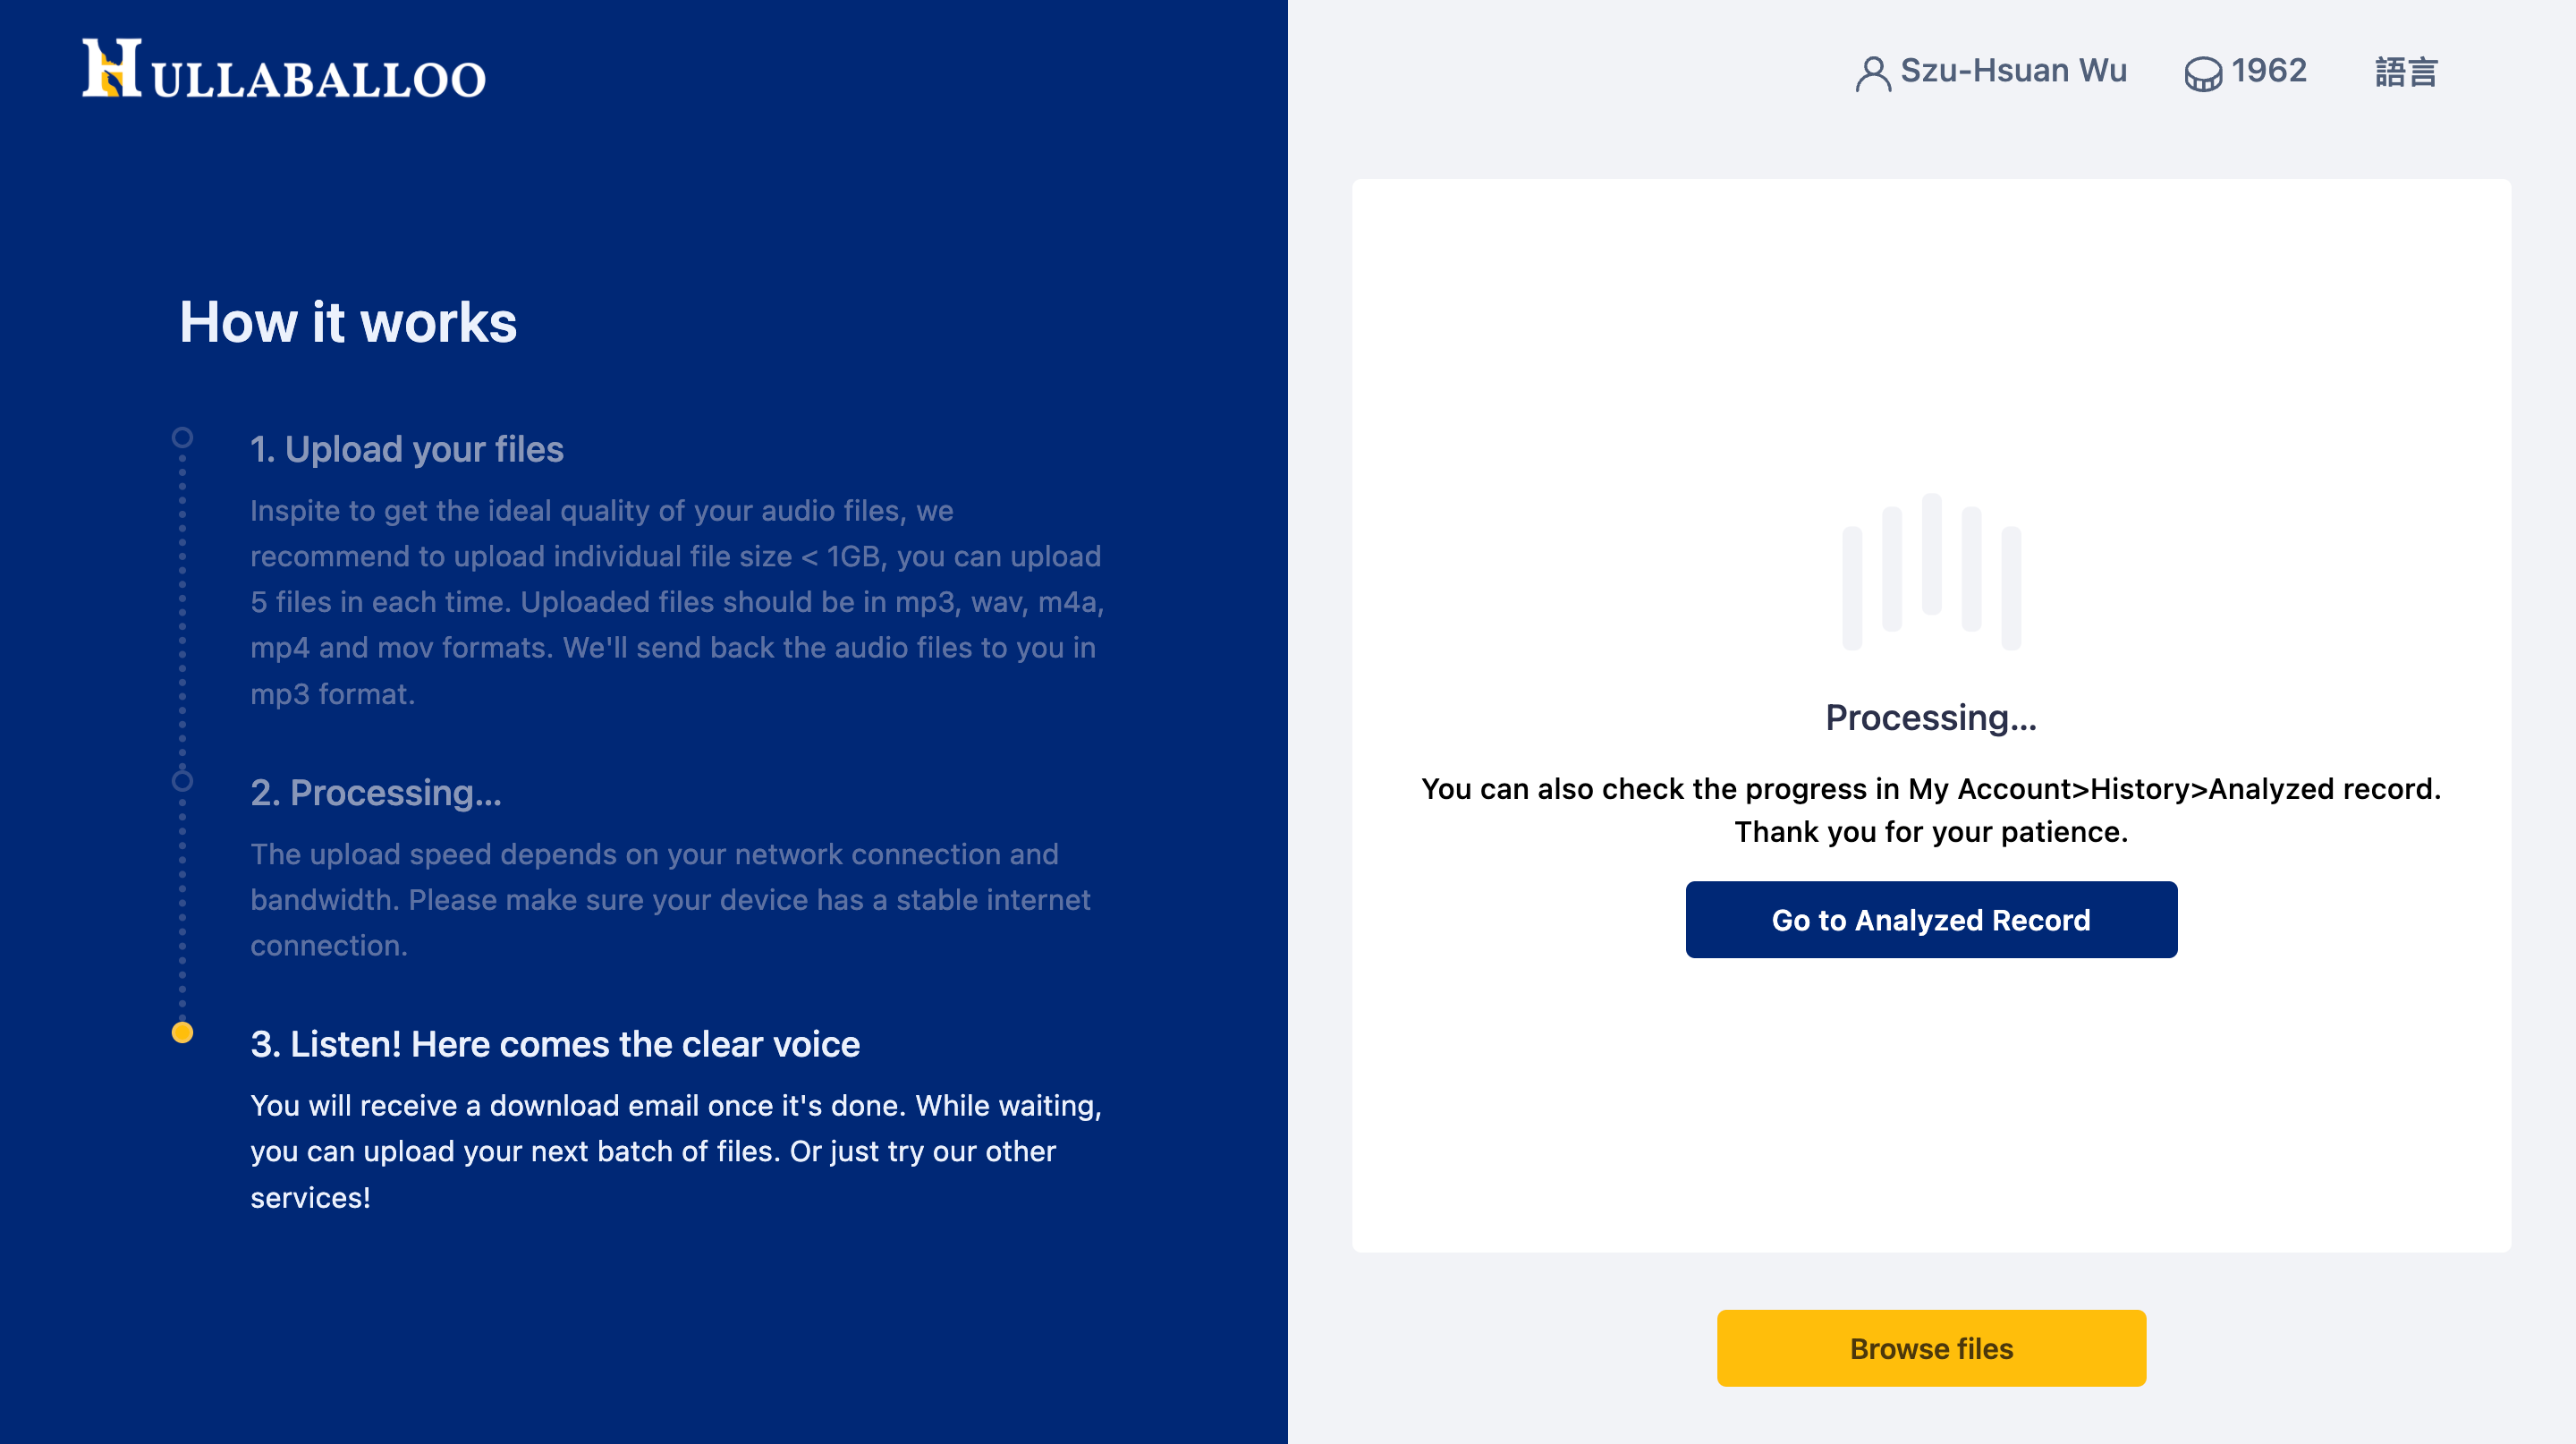 HULLABALLOO
Szu-Hsuan Wu
1962
語言
How it works
1. Upload your files
Inspite to get the ideal quality of your audio files, we
recommend to upload individual file size < 1GB, you can upload
5 files in each time. Uploaded files should be in mp3, wav, m4a,
mp4 and mov formats. We'll send back the audio files to you in
mp3 format.
2. Processing...
The upload speed depends on your network connection and
bandwidth. Please make sure your device has a stable internet
connection.
3. Listen! Here comes the clear voice
You will receive a download email once it's done. While waiting,
you can upload your next batch of files. Or just try our other
services!
Processing...
You can also check the progress in My Account>History>Analyzed record.
Thank you for your patience.
Go to Analyzed Record
Browse files